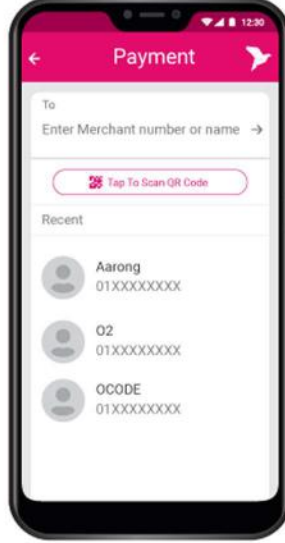 12:30
Payment
To
Enter Merchant number or name
Tap To Scan QR Code
Recent
Aarong
01XXXXXXXXX
O2
01XXXXXXXXX
OCODE
01XXXXXXXXX